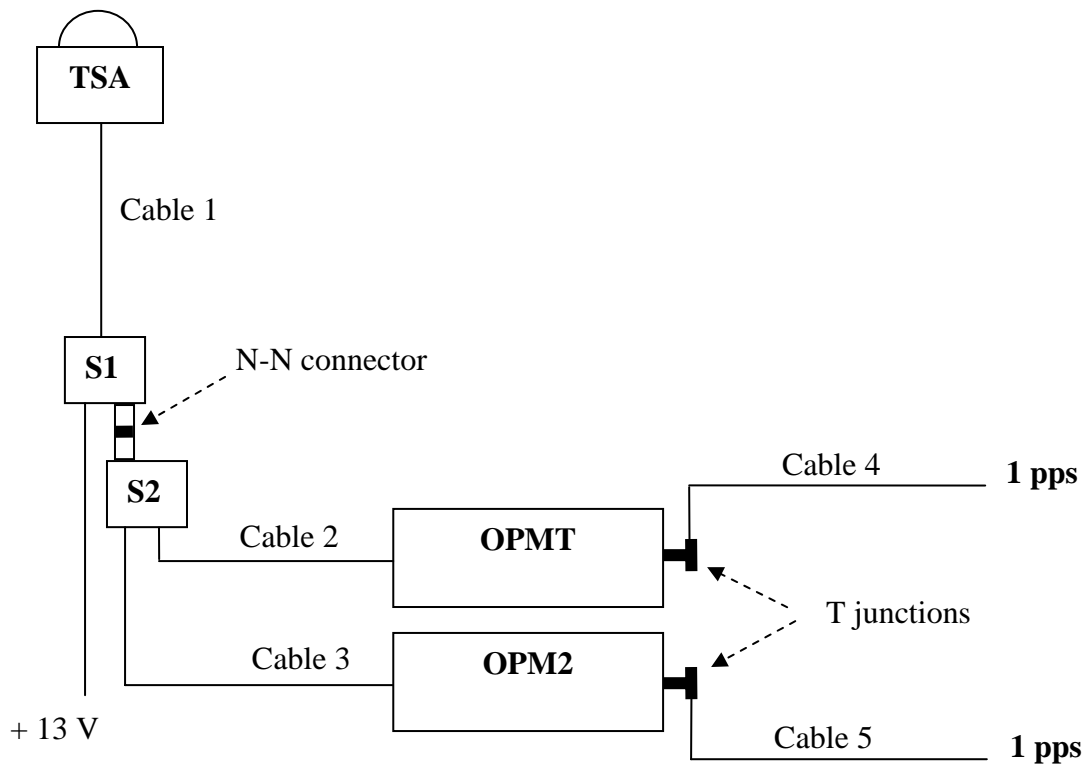 TSA
Cable 1
S1
N-N connector
S2
Cable 4
1 pps
Cable 2
OPMT
T junctions
Cable 3
OPM2
+ 13 V
Cable 5
1 pps